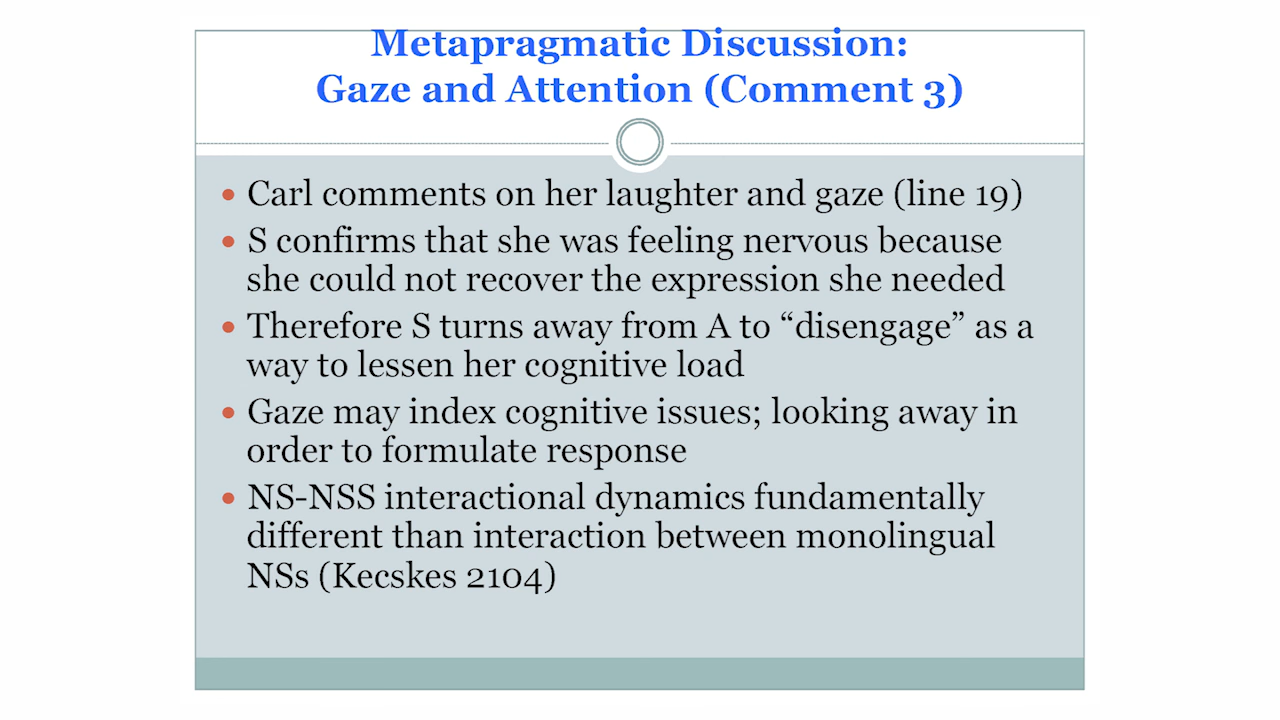 Metapragmatic Discussion:
Gaze and Attention (Comment 3)
• Carl comments on her laughter and gaze (line 19)
• S confirms that she was feeling nervous because
she could not recover the expression she needed
• Therefore S turns away from A to “disengage” as a
way to lessen her cognitive load
• Gaze may index cognitive issues; looking away in
order to formulate response
• NS-NSS interactional dynamics fundamentally
different than interaction between monolingual
NSs (Kecskes 2104)